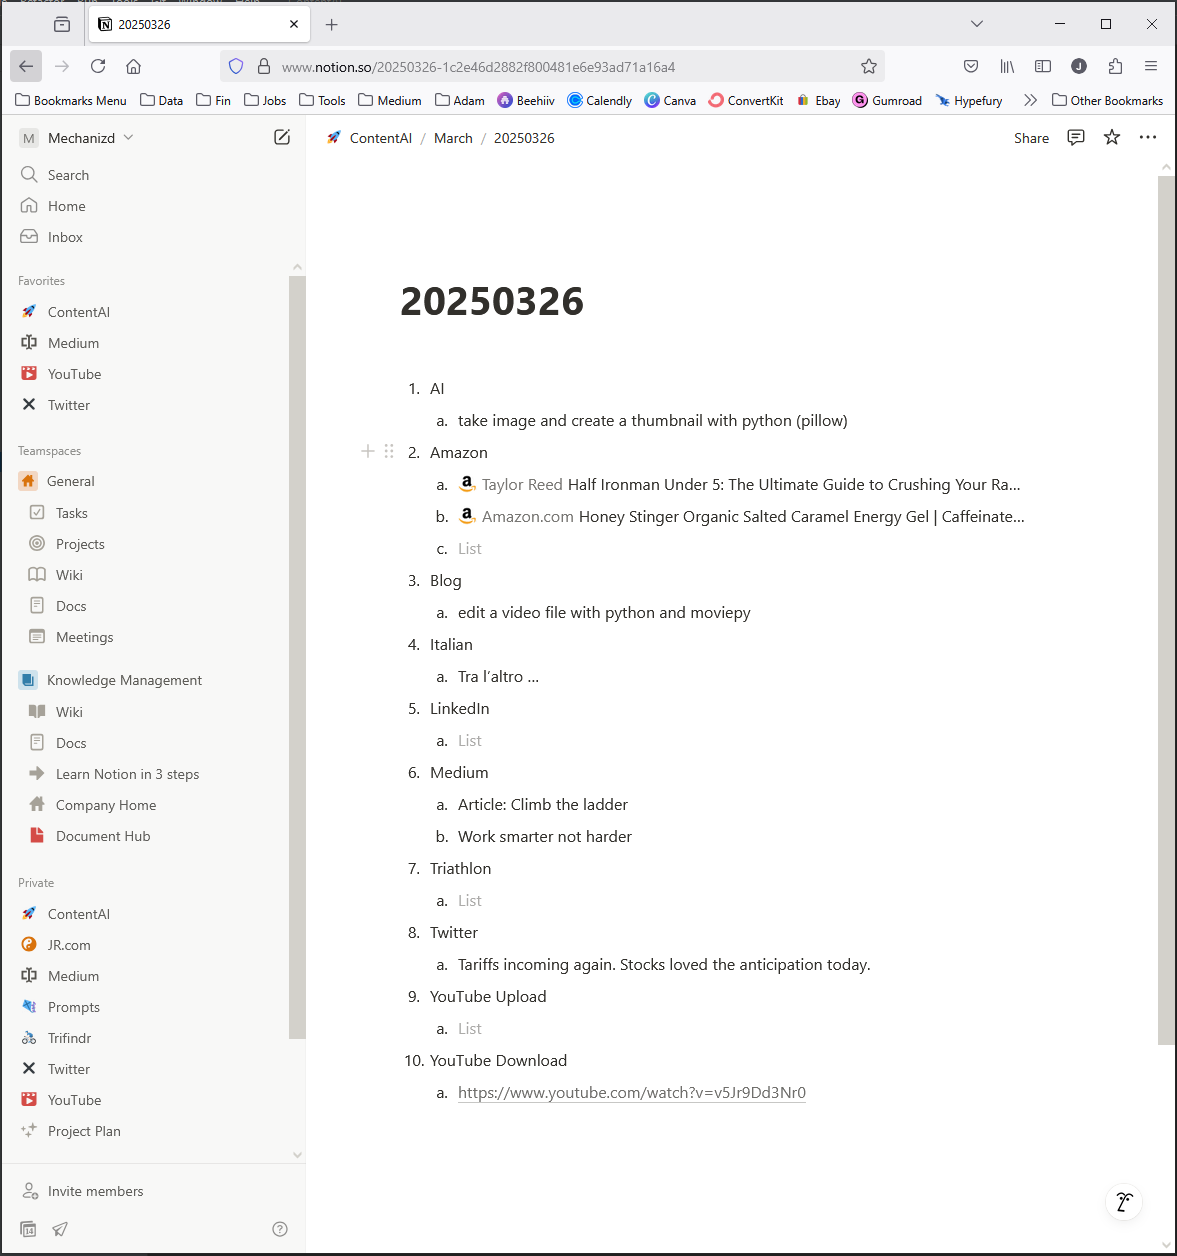 20250326
www.notion.so/20250326-1c2e46d2882f800481e6e93ad71a16a4
Bookmarks Menu Data Fin Jobs Tools Medium Adam Beehiiv Calendly Canva ConvertKit Ebay Gumroad Hypefury Other Bookmarks
M Mechanizd
ContentAI / March / 20250326
Share
Search
Home
Inbox
Favorites
ContentAI
Medium
YouTube
Twitter
Teamspaces
General
Tasks
Projects
Wiki
Docs
Meetings
Knowledge Management
Wiki
Docs
Learn Notion in 3 steps
Company Home
Document Hub
Private
ContentAI
JR.com
Medium
Prompts
Trifindr
Twitter
YouTube
Project Plan
Invite members
14
20250326
1. AI
a. take image and create a thumbnail with python (pillow)
2. Amazon
a. Taylor Reed Half Ironman Under 5: The Ultimate Guide to Crushing Your Ra...
b. Amazon.com Honey Stinger Organic Salted Caramel Energy Gel | Caffeinate...
c. List
3. Blog
a. edit a video file with python and moviepy
4. Italian
a. Tra l'altro ...
5. LinkedIn
a. List
6. Medium
a. Article: Climb the ladder
b. Work smarter not harder
7. Triathlon
a. List
8. Twitter
a. Tariffs incoming again. Stocks loved the anticipation today.
9. YouTube Upload
a. List
10. YouTube Download
a. https://www.youtube.com/watch?v=v5Jr9Dd3Nr0